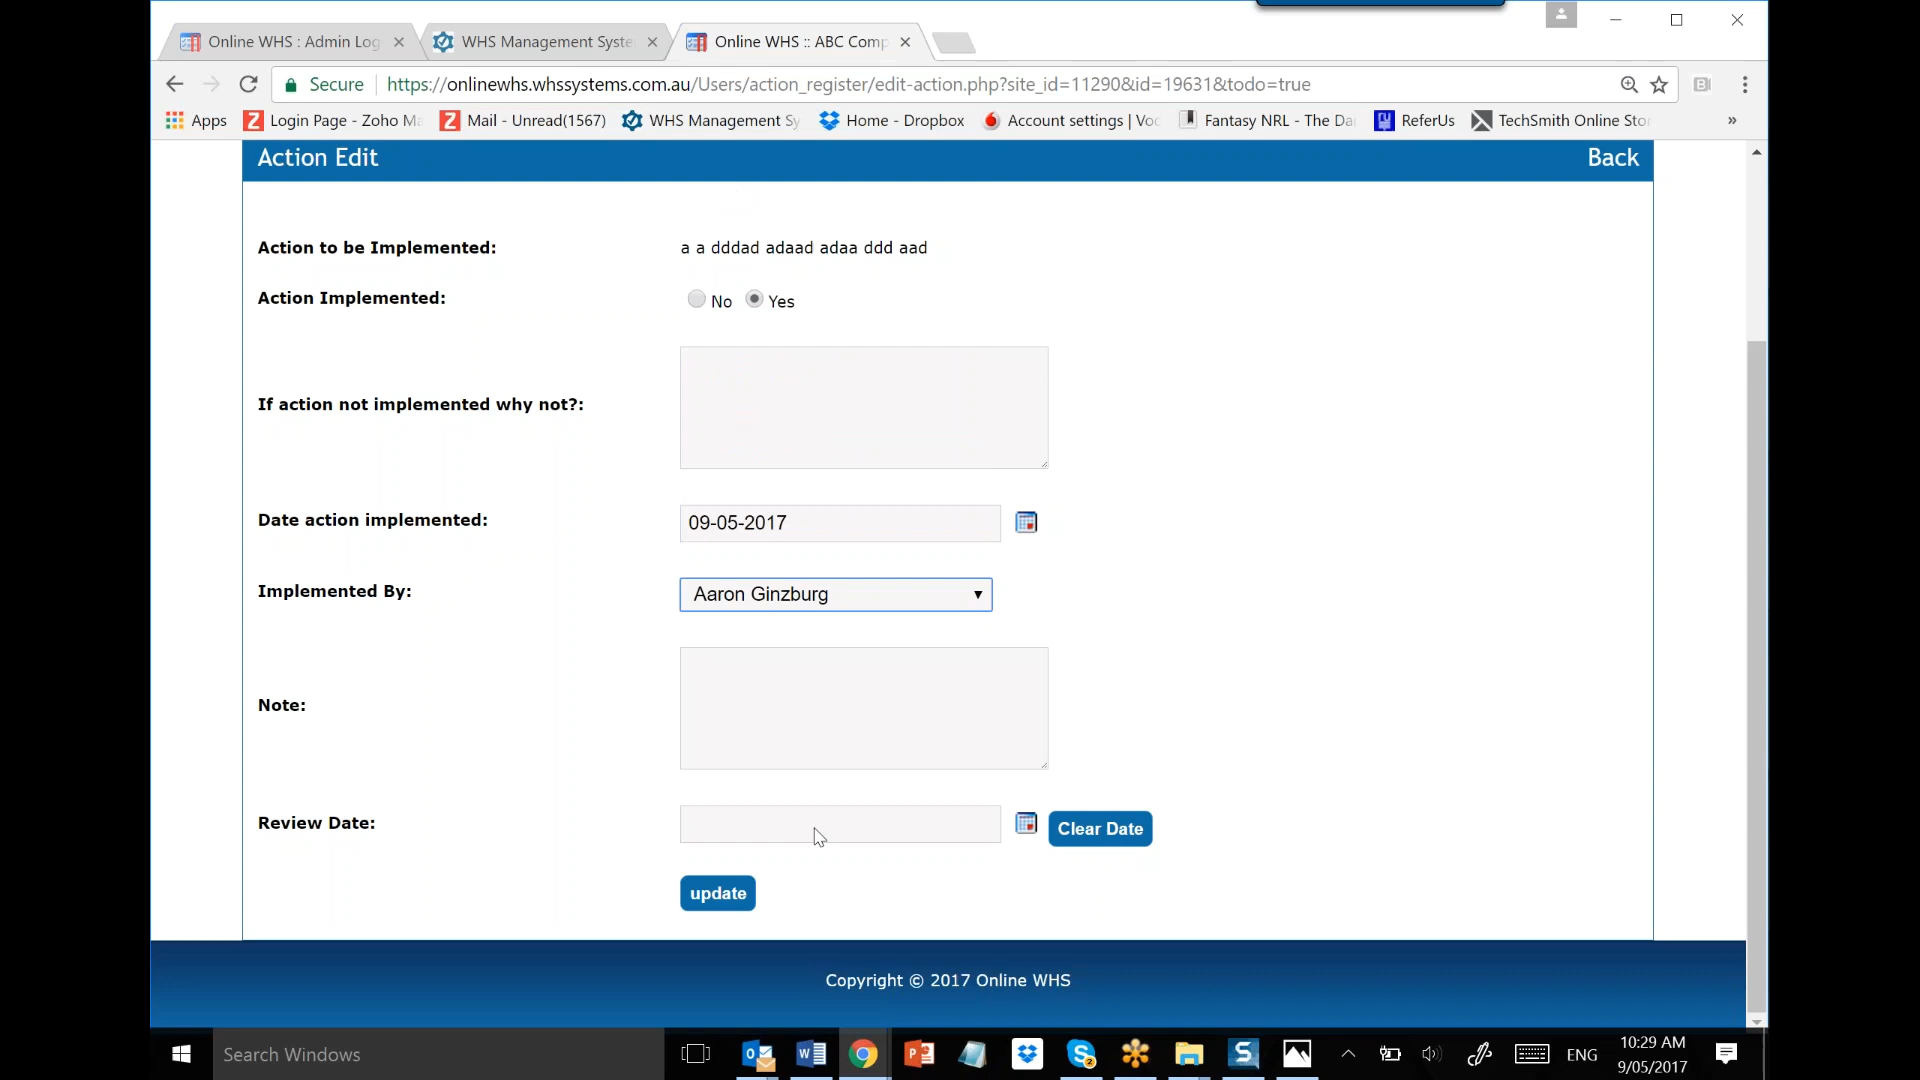 Online WHS : Admin Log
WHS Management Syste
Online WHS :: ABC Comp
Secure
https://onlinewhs.whssystems.com.au/Users/action_register/edit-action.php?site_id=11290&id=19631&todo=true
Apps
Login Page - Zoho Ma
Mail - Unread(1567)
WHS Management Sy
Home - Dropbox
Account settings | Voc
Fantasy NRL - The Da
ReferUs
TechSmith Online Stor
»
Action Edit
Back
Action to be Implemented:
a a dddad adaad adaa ddd aad
Action Implemented:
No
Yes
If action not implemented why not?:
Date action implemented:
09-05-2017
Implemented By:
Aaron Ginzburg
Note:
Review Date:
Clear Date
update
Copyright © 2017 Online WHS
Search Windows
ENG
10:29 AM
9/05/2017